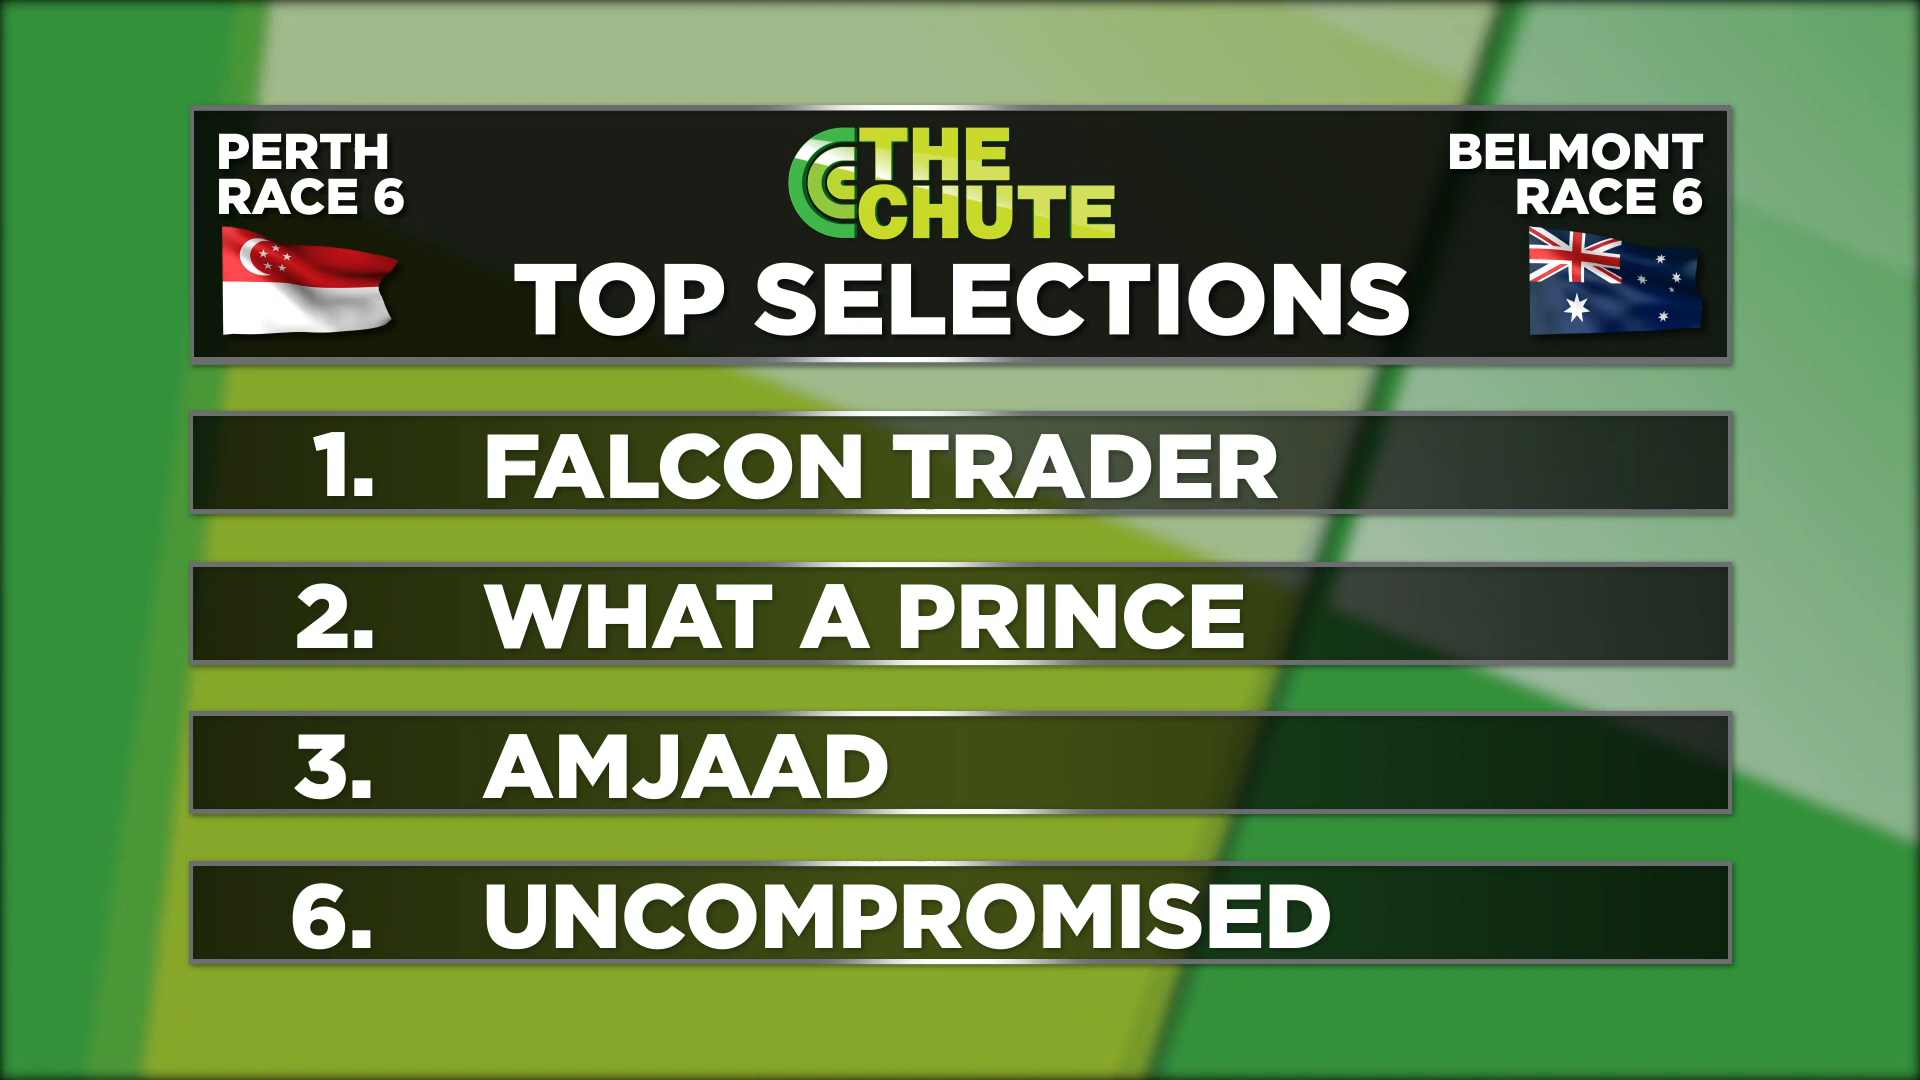 PERTH
RACE 6
THE
CHUTE
BELMONT
RACE 6
TOP SELECTIONS
1. FALCON TRADER
2. WHAT A PRINCE
3. AMJAAD
6. UNCOMPROMISED